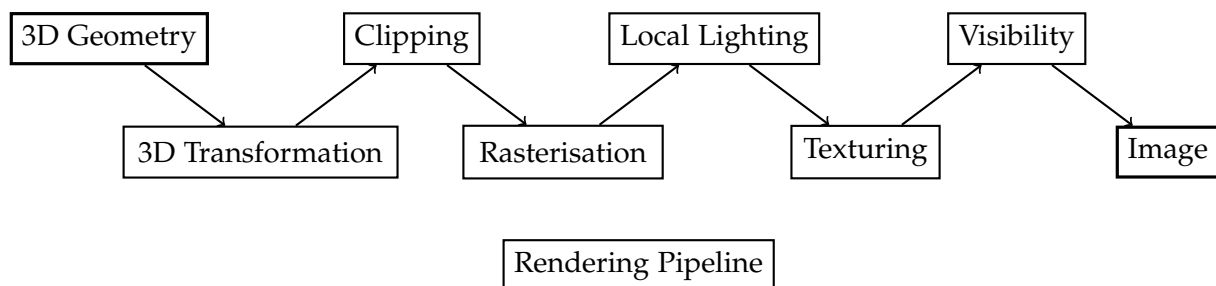 3D Geometry
3D Transformation
Clipping
Rasterisation
Local Lighting
Texturing
Visibility
Image
Rendering Pipeline